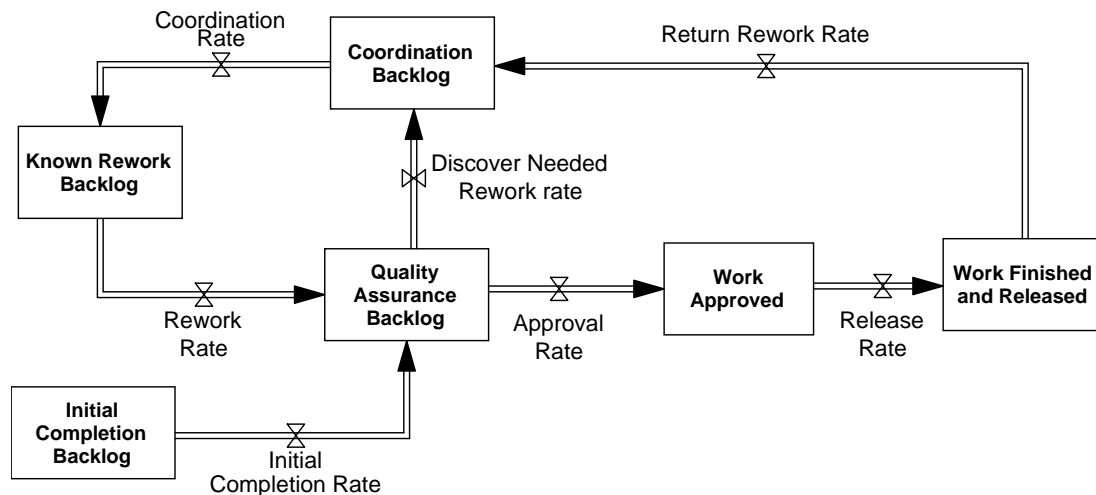 Coordination
Rate
Coordination
Backlog
Return Rework Rate
Known Rework
Backlog
Discover Needed
Rework rate
Rework
Rate
Quality
Assurance
Backlog
Approval
Rate
Work
Approved
Release
Rate
Work Finished
and Released
Initial
Completion
Backlog
Initial
Completion Rate